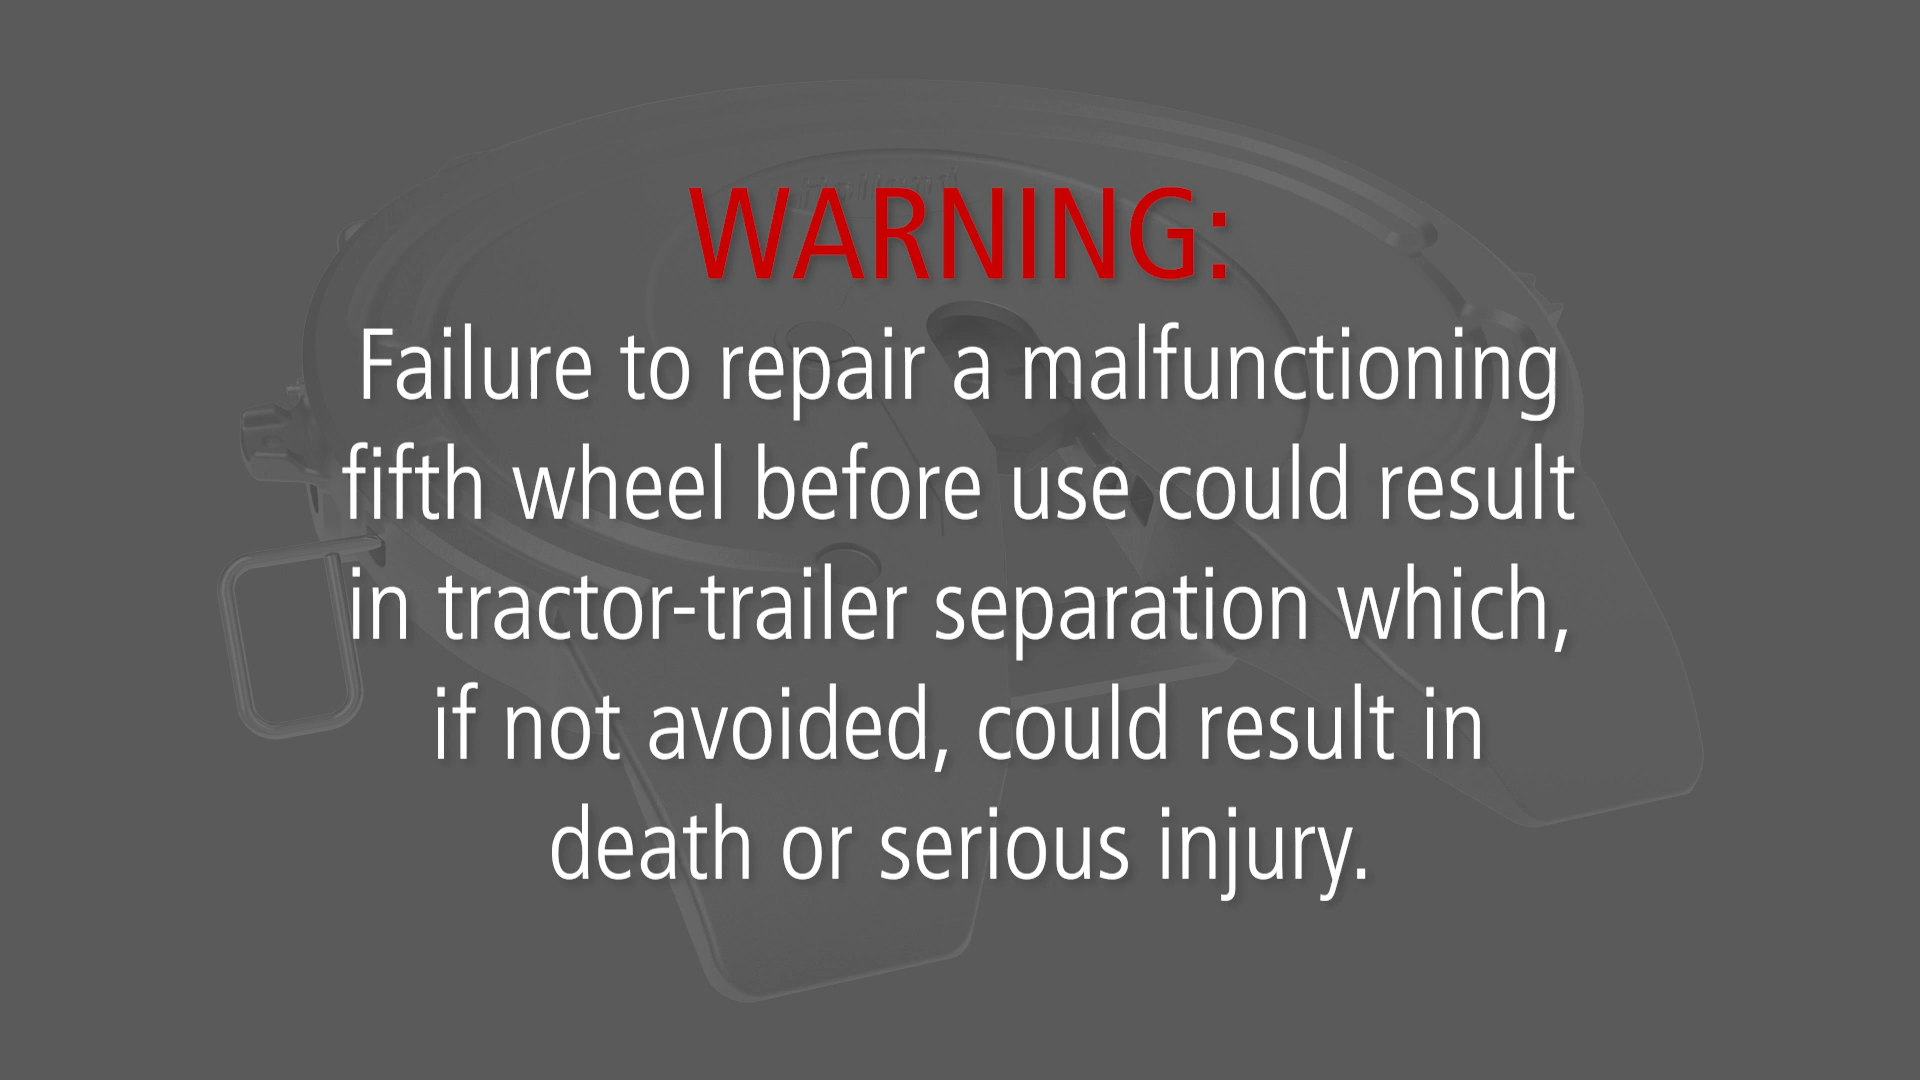 WARNING:
Failure to repair a malfunctioning
fifth wheel before use could result
in tractor-trailer separation which,
if not avoided, could result in
death or serious injury.